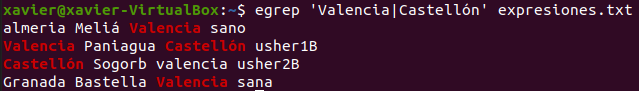 xavier@xavier-VirtualBox:~$ egrep 'Valencia|Castellón' expresiones.txt
almeria Meliá Valencia sano
Valencia Paniagua Castellón usher1B
Castellón Sogorb valencia usher2B
Granada Bastella Valencia sana